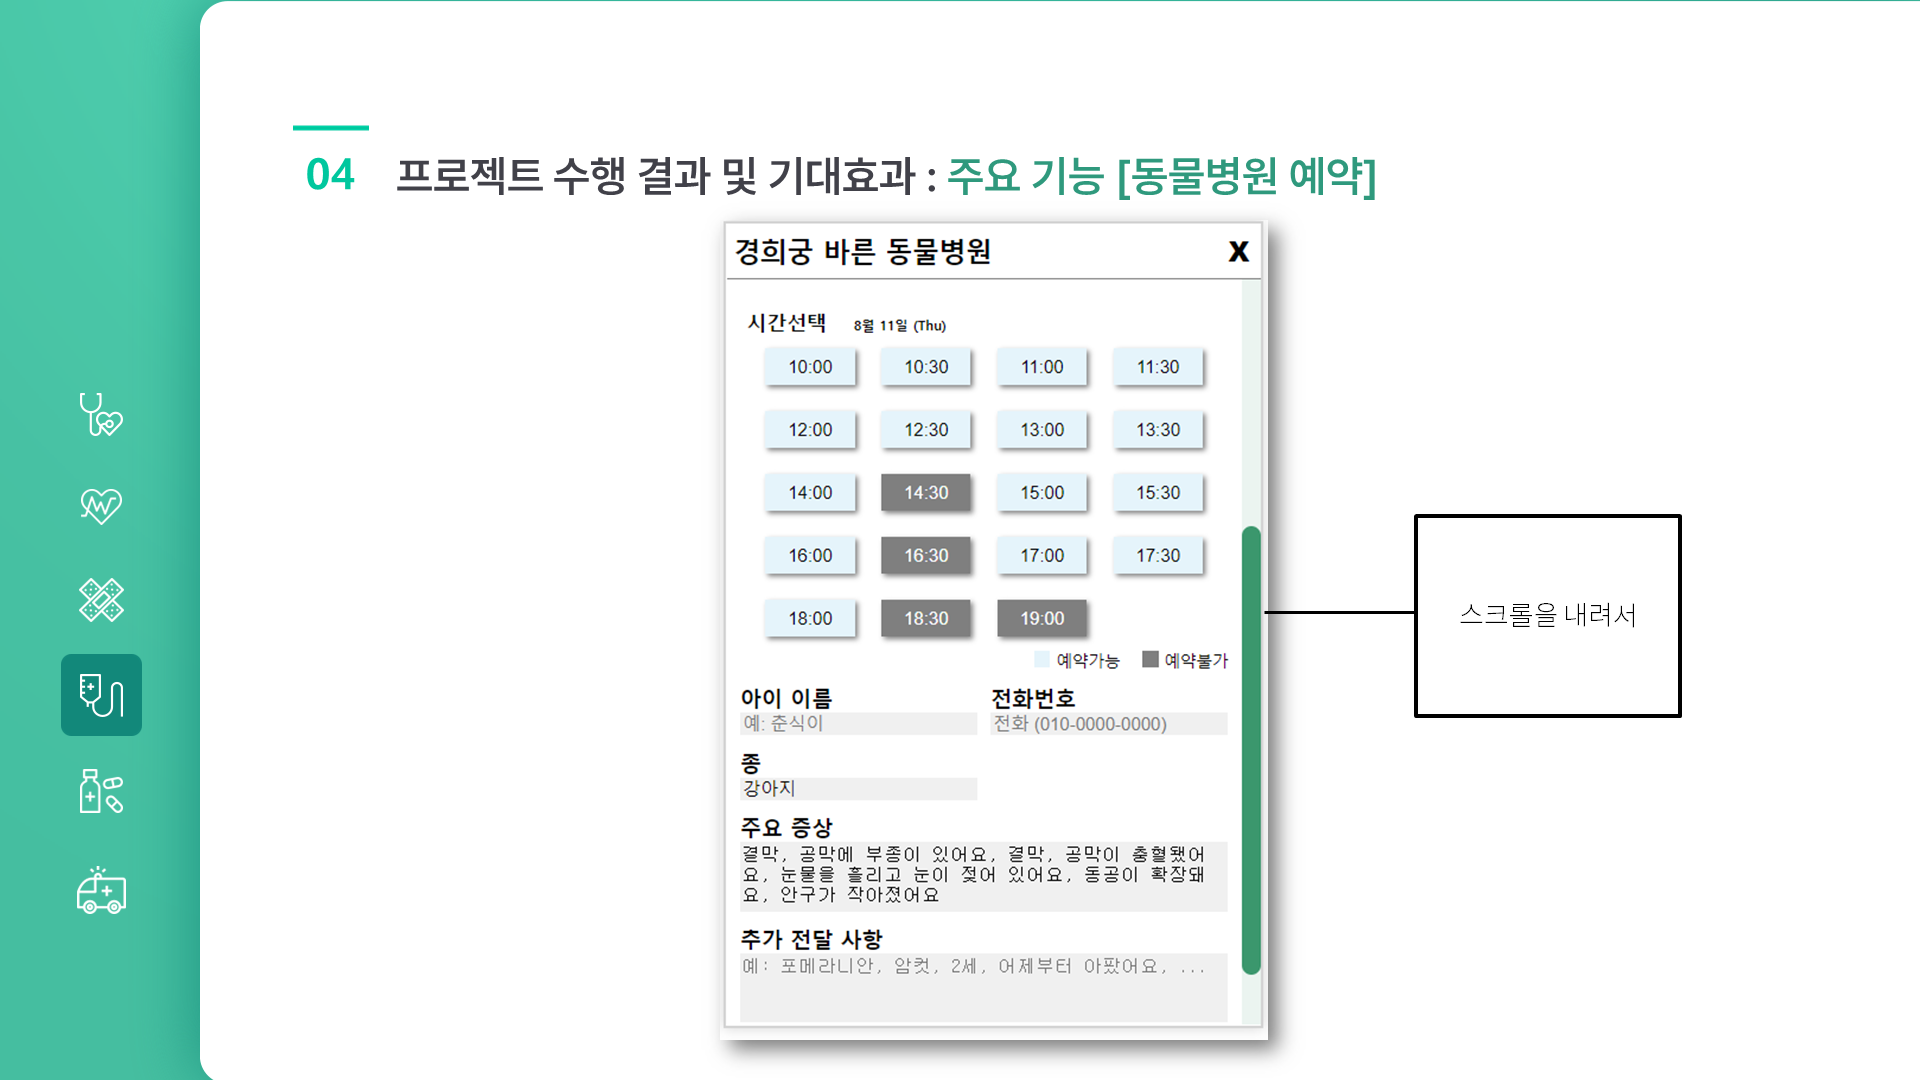 04 프로젝트 수행 결과 및 기대효과 : 주요 기능 [동물병원 예약]
경희궁 바른 동물병원 X
시간선택 8월 11일 (Thu)
10:00 10:30 11:00 11:30
12:00 12:30 13:00 13:30
14:00 14:30 15:00 15:30
16:00 16:30 17:00 17:30
18:00 18:30 19:00
예약가능 예약불가
아이 이름 전화번호
예: 춘식이 전화 (010-0000-0000)
종
강아지
주요 증상
결막, 공막에 부종이 있어요, 결막, 공막이 충혈됐어
요, 눈물을 흘리고 눈이 젖어 있어요, 동공이 확장돼
요, 안구가 작아졌어요
추가 전달 사항
예: 포메라니안, 암컷, 2세, 어제부터 아팠어요, ...
스크롤을 내려서